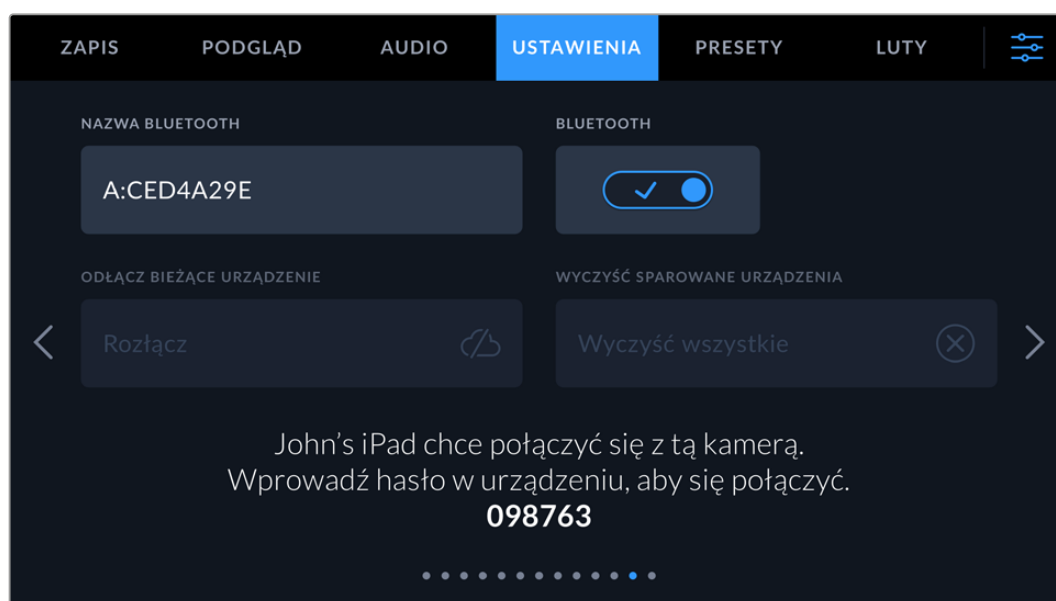 ZAPIS PODGLĄD AUDIO USTAWIENIA PRESETY LUTY
NAZWA BLUETOOTH BLUETOOTH
A:CED4A29E
ODŁĄCZ BIEŻĄCE URZĄDZENIE WYCZYŚĆ SPAROWANE URZĄDZENIA
Rozłącz Wyczyść wszystkie
John's iPad chce połączyć się z tą kamerą.
Wprowadź hasło w urządzeniu, aby się połączyć.
098763